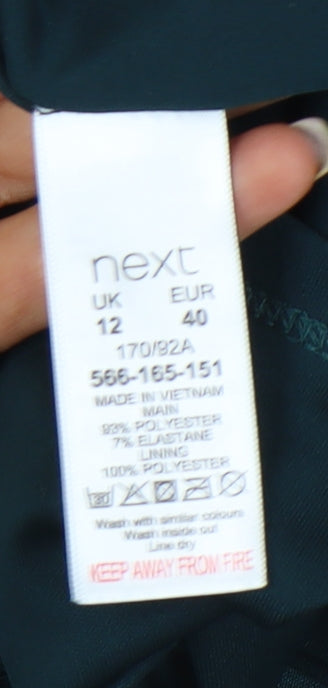 next
UK EUR
12 40
170/92A
566-165-151
MADE IN VIETNAM
MAIN
93% POLYESTER
7% ELASTANE
LINING
100% POLYESTER
30
Wash with similar colours
Wash inside out
Line dry
KEEP AWAY FROM FIRE